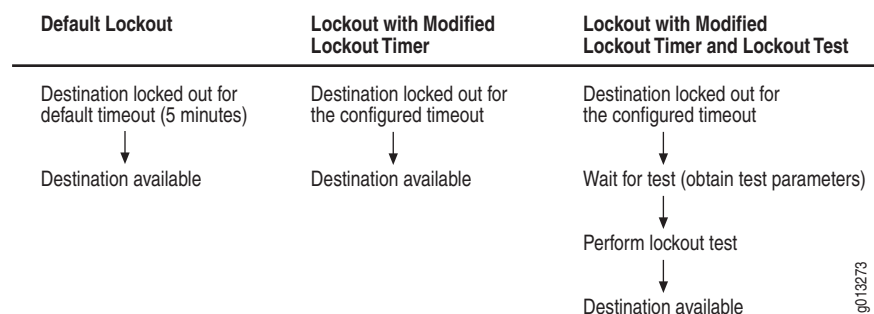 Default Lockout
Lockout with Modified
Lockout Timer
Lockout with Modified
Lockout Timer and Lockout Test
Destination locked out for
default timeout (5 minutes)
Destination available
Destination locked out for
the configured timeout
Destination available
Destination locked out for
the configured timeout
Wait for test (obtain test parameters)
Perform lockout test
Destination available
g013273